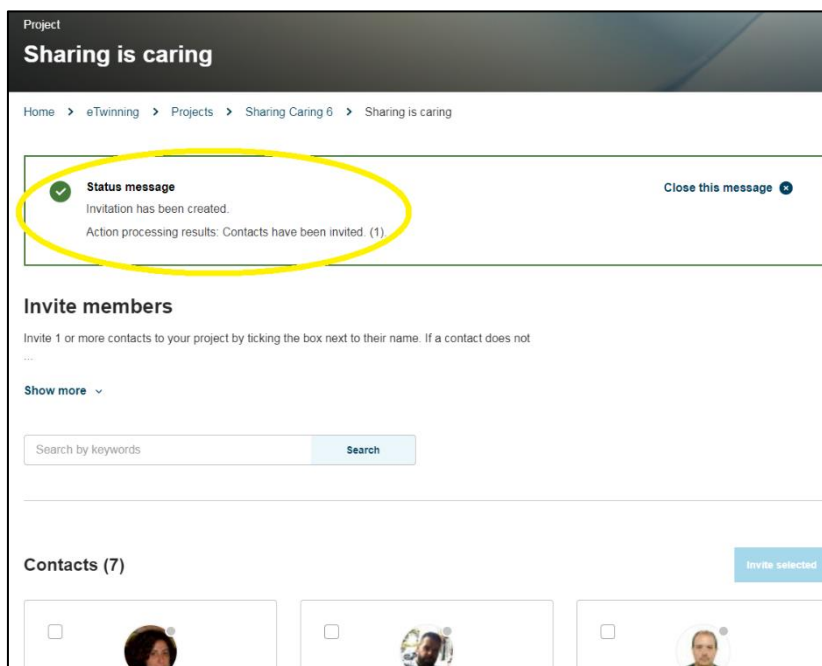 Project
Sharing is caring
Home > eTwinning > Projects > Sharing Caring 6 > Sharing is caring
Status message
Close this message
Invitation has been created.
Action processing results: Contacts have been invited. (1).
Invite members
Invite 1 or more contacts to your project by ticking the box next to their name. If a contact does not
...
Show more
Search by keywords
Search
Contacts (7)
Invite selected